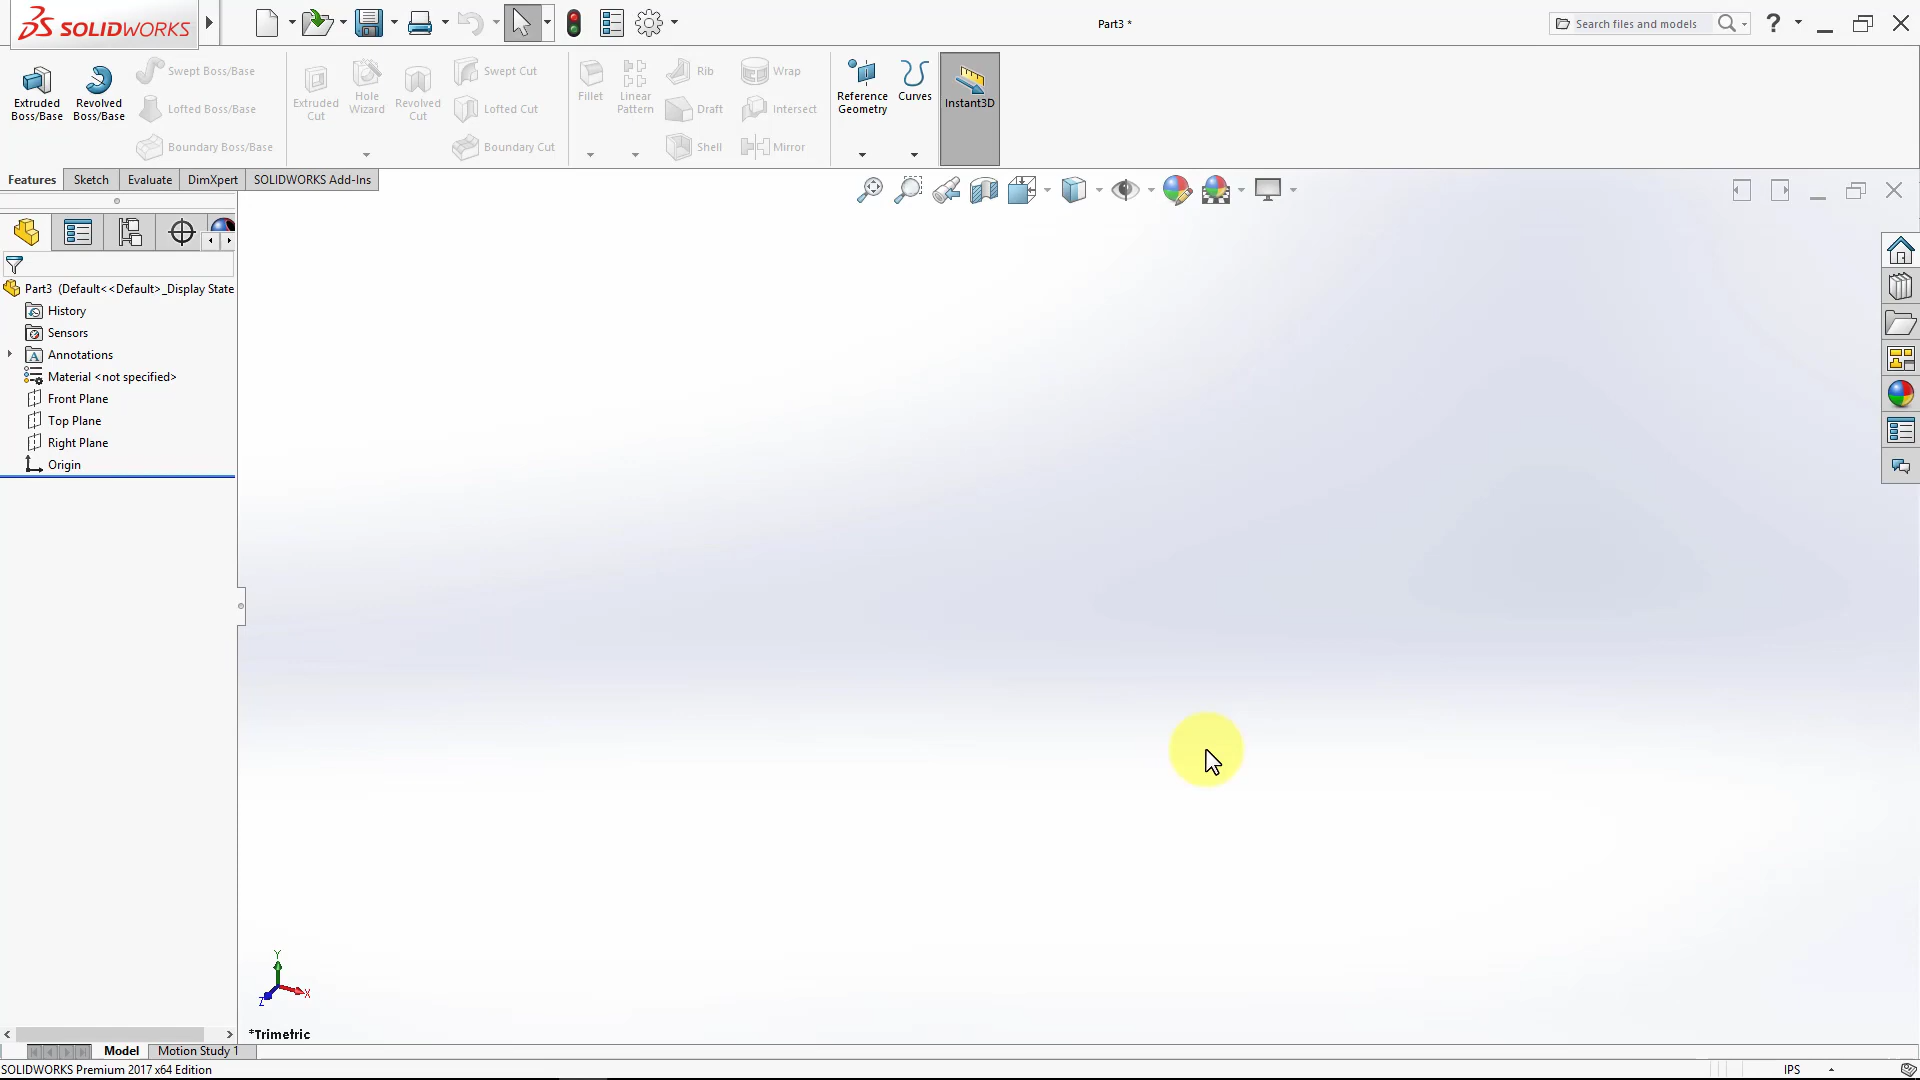 SOLIDWORKS
Part3 *
Search files and models
?
Extruded Boss/Base
Revolved Boss/Base
Swept Boss/Base
Lofted Boss/Base
Boundary Boss/Base
Extruded Cut
Hole Wizard
Revolved Cut
Swept Cut
Lofted Cut
Boundary Cut
Fillet
Linear Pattern
Rib
Draft
Shell
Wrap
Intersect
Mirror
Reference Geometry
Curves
Instant3D
Features
Sketch
Evaluate
DimXpert
SOLIDWORKS Add-Ins
Part3 (Default<<Default>_Display State
History
Sensors
A
Annotations
Material <not specified>
Front Plane
Top Plane
Right Plane
Origin
Y
X
Z
*Trimetric
Model
Motion Study 1
SOLIDWORKS Premium 2017 x64 Edition
IPS